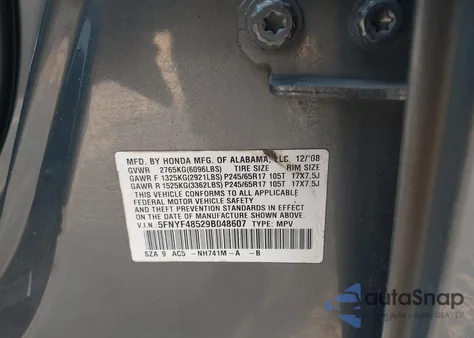 MFD. BY HONDA MFG. OF ALABAMA, LLC 12/'08
GVWR 2765KG(6096LBS) TIRE SIZE RIM SIZE
GAWR F 1325KG(2921LBS) P245/65R17 105T 17X7.5J
GAWR R 1525KG(3362LBS) P245/65R17 105T 17X7.5J
THIS VEHICLE CONFORMS TO ALL APPLICABLE
FEDERAL MOTOR VEHICLE SAFETY
STANDARDS IN EFFECT ON THE DATE OF
MANUFACTURE SHOWN ABOVE.
V.I.N.: 5FNYF48529B048607 TYPE: MPV
SZA 9 AC5 -NH741M-A -B
autoSnap